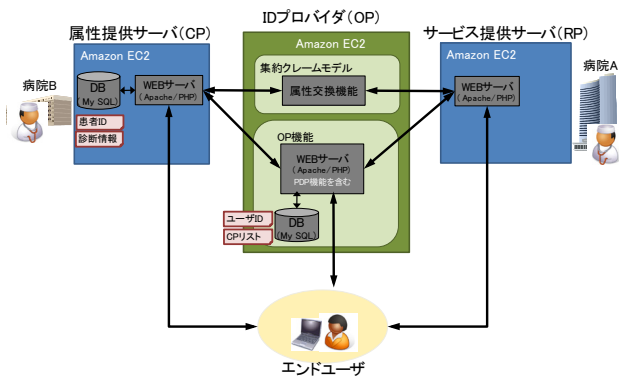 属性提供サーバ(CP)
IDプロバイダ(OP)
サービス提供サーバ(RP)
Amazon EC2
Amazon EC2
Amazon EC2
病院B
DB
(My SQL)
WEBサーバ
(Apache/PHP)
患者ID
診断情報
集約クレームモデル
属性交換機能
OP機能
WEBサーバ
(Apache/PHP)
PDP機能を含む
ユーザID
CPリスト
DB
(My SQL)
WEBサーバ
(Apache/PHP)
病院A
エンドユーザ